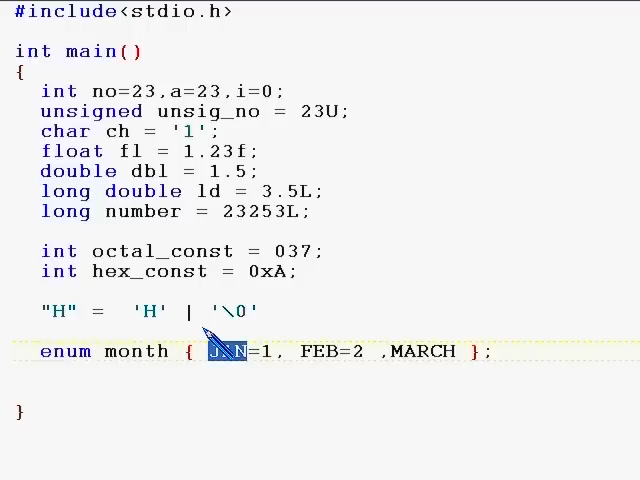 #include<stdio.h>
int main()
{
int no=23,a=23,i=0;
unsigned unsig_no = 23U;
char ch = '1';
float fl = 1.23f;
double dbl = 1.5;
long double ld = 3.5L;
long number = 23253L;
int octal_const = 037;
int hex_const = 0xA;
"H" = 'H' | '\0'
enum month { JAN=1, FEB=2 ,MARCH };
}